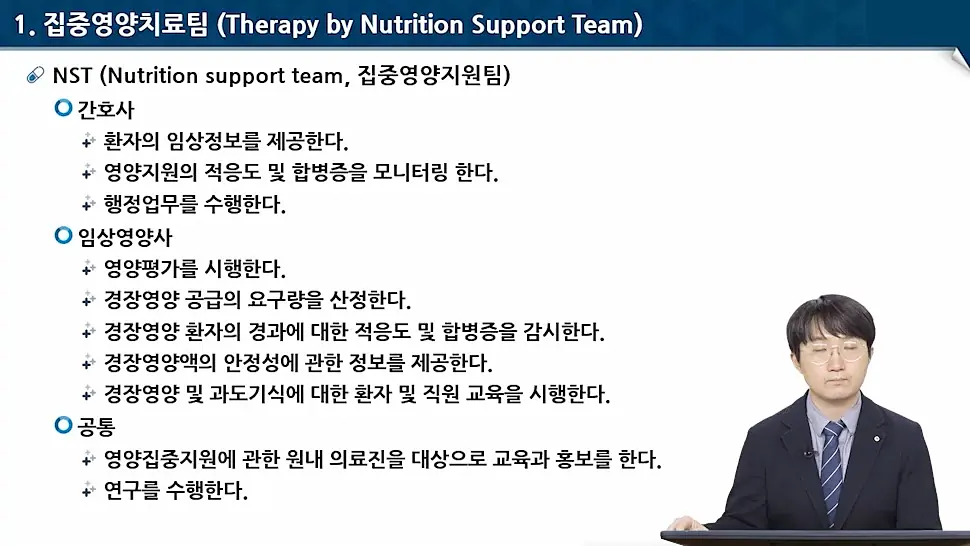 1. 집중영양치료팀 (Therapy by Nutrition Support Team)
NST (Nutrition support team, 집중영양지원팀)
간호사
환자의 임상정보를 제공한다.
영양지원의 적응도 및 합병증을 모니터링 한다.
행정업무를 수행한다.
임상영양사
영양평가를 시행한다.
경장영양 공급의 요구량을 산정한다.
경장영양 환자의 경과에 대한 적응도 및 합병증을 감시한다.
경장영양액의 안정성에 관한 정보를 제공한다.
경장영양 및 과도기식에 대한 환자 및 직원 교육을 시행한다.
공통
영양집중지원에 관한 원내 의료진을 대상으로 교육과 홍보를 한다.
연구를 수행한다.